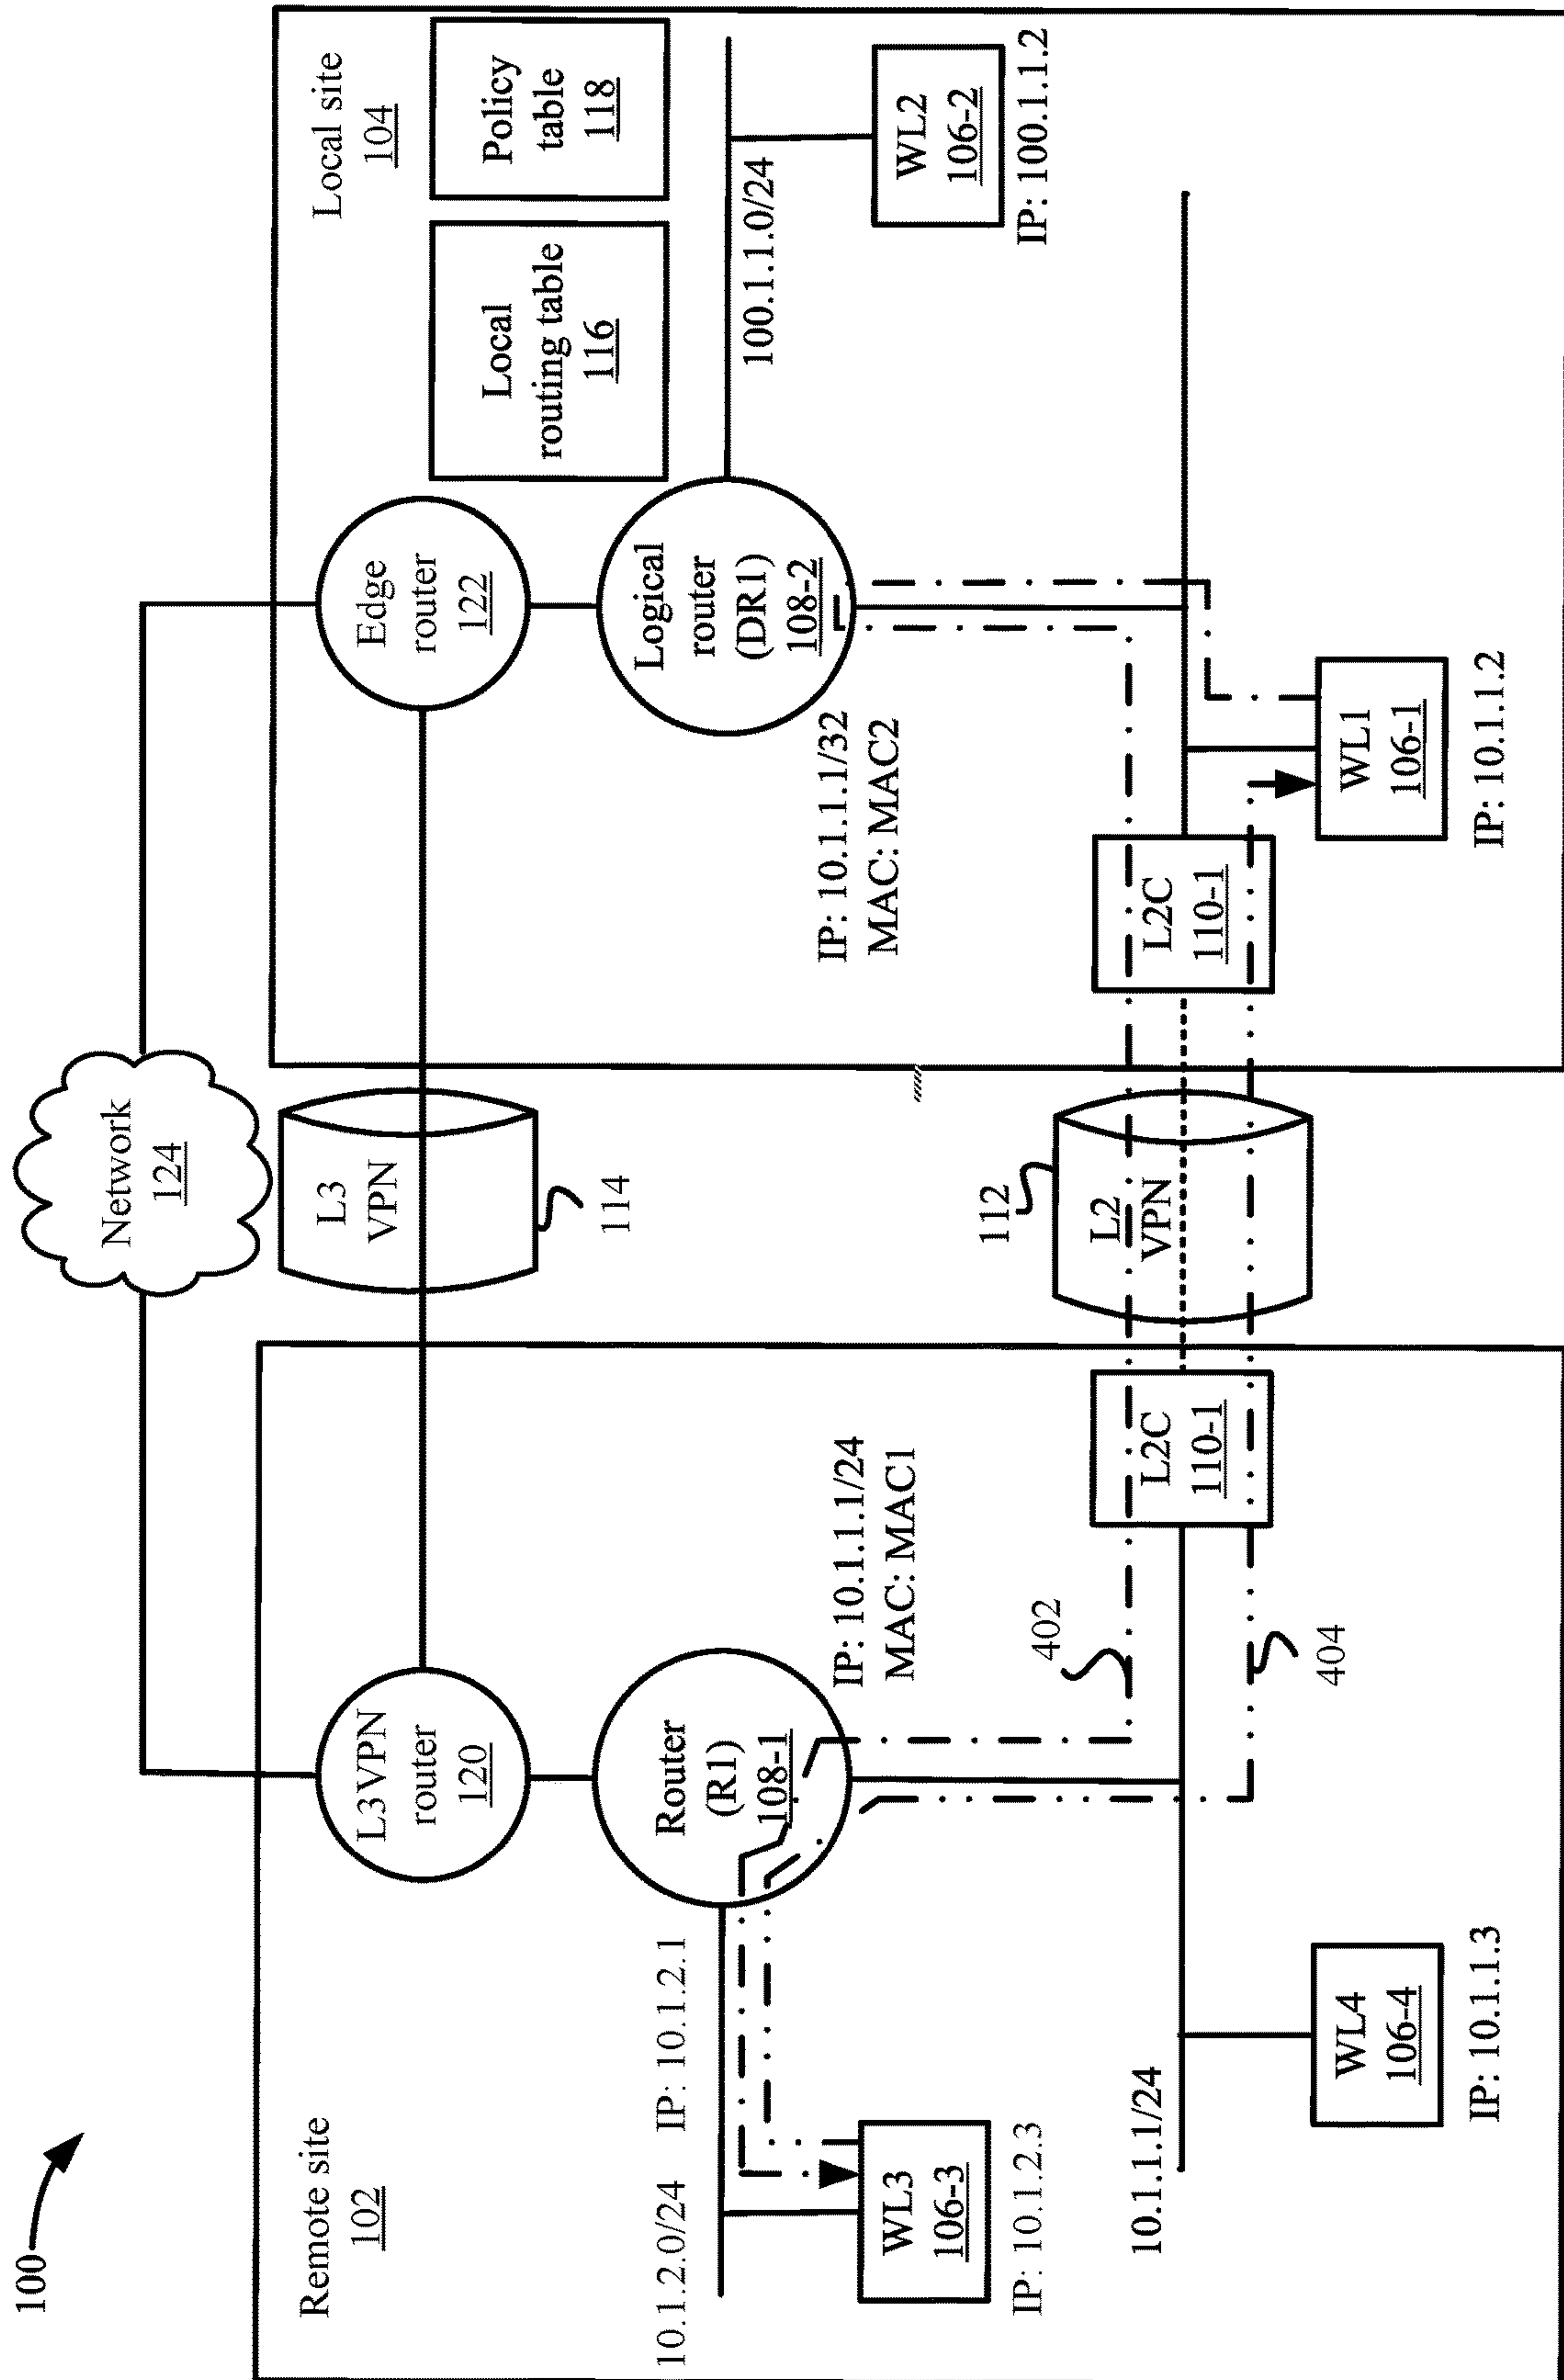 100
Network
124
Remote site
102
L3VPN
router
120
L3
VPN
114
Edge
router
122
Local site
104
Local
routing table
116
Policy
table
118
10.1.2.0/24
IP: 10.1.2.1
Router
(R1)
108-1
IP: 10.1.1.1/24
MAC: MAC1
Logical
router
(DR1)
108-2
IP: 10.1.1.1/32
MAC: MAC2
100.1.1.0/24
WL2
106-2
IP: 100.1.1.2
WL3
106-3
IP: 10.1.2.3
402
112
L2
VPN
10.1.1.1/24
L2C
110-1
L2C
110-1
404
WL4
106-4
IP: 10.1.1.3
WL1
106-1
IP: 10.1.1.2